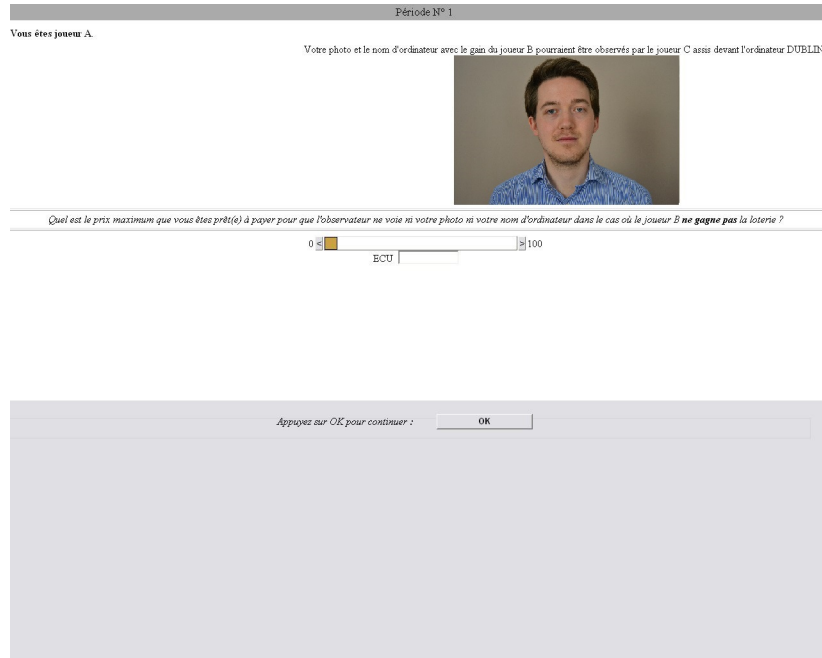 Période N° 1
Vous êtes joueur A.
Votre photo et le nom d'ordinateur avec le gain du joueur B pourraient être observés par le joueur C assis devant l'ordinateur DUBLIN
Quel est le prix maximum que vous êtes prêt(e) à payer pour que l'observateur ne voie ni votre photo ni votre nom d'ordinateur dans le cas où le joueur B ne gagne pas la loterie ?
0 < > 100
ECU
Appuyez sur OK pour continuer : OK